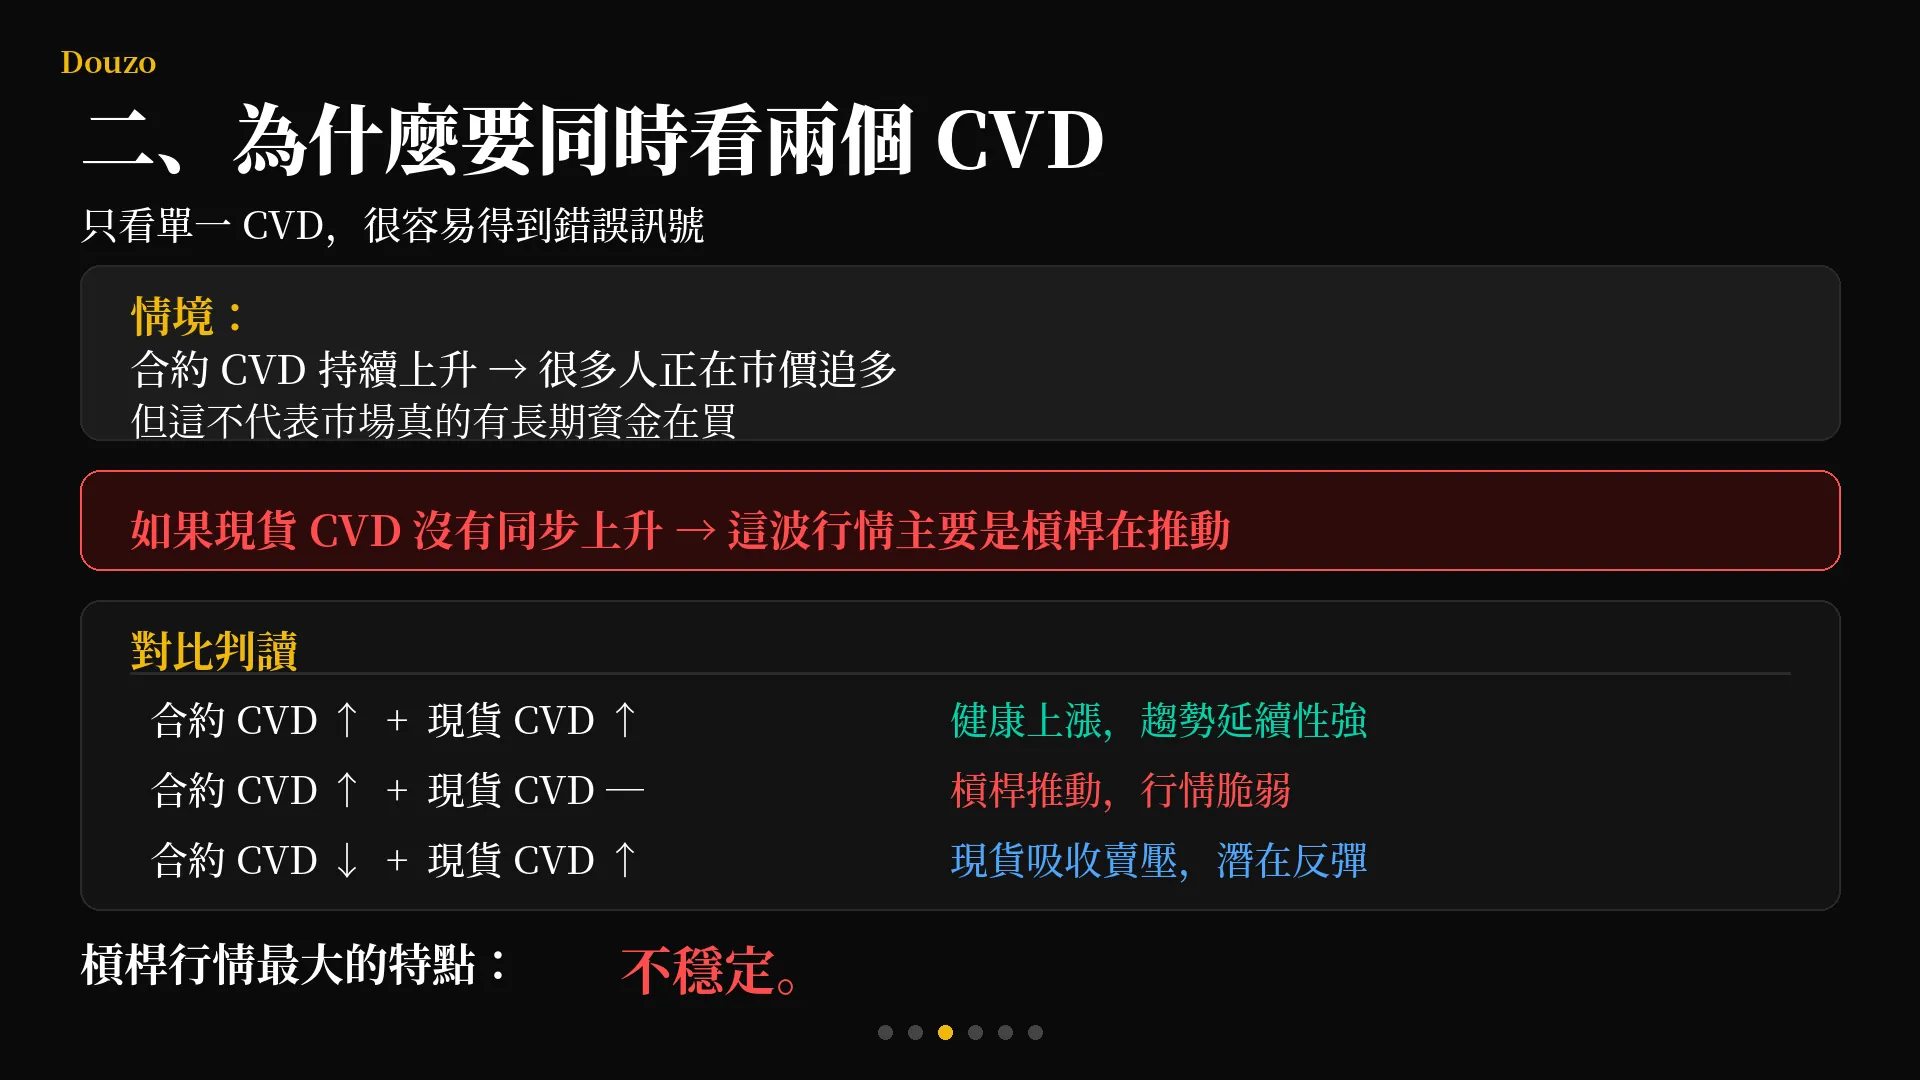 Douzo
二、為什麼要同時看兩個 CVD
只看單一 CVD，很容易得到錯誤訊號
情境：
合約 CVD 持續上升 → 很多人正在市價追多
但這不代表市場真的有長期資金在買
如果現貨 CVD 沒有同步上升 → 這波行情主要是槓桿在推動
對比判讀
合約 CVD ↑ + 現貨 CVD ↑ 健康上漲，趨勢延續性強
合約 CVD ↑ + 現貨 CVD — 槓桿推動，行情脆弱
合約 CVD ↓ + 現貨 CVD ↑ 現貨吸收賣壓，潛在反彈
槓桿行情最大的特點： 不穩定。